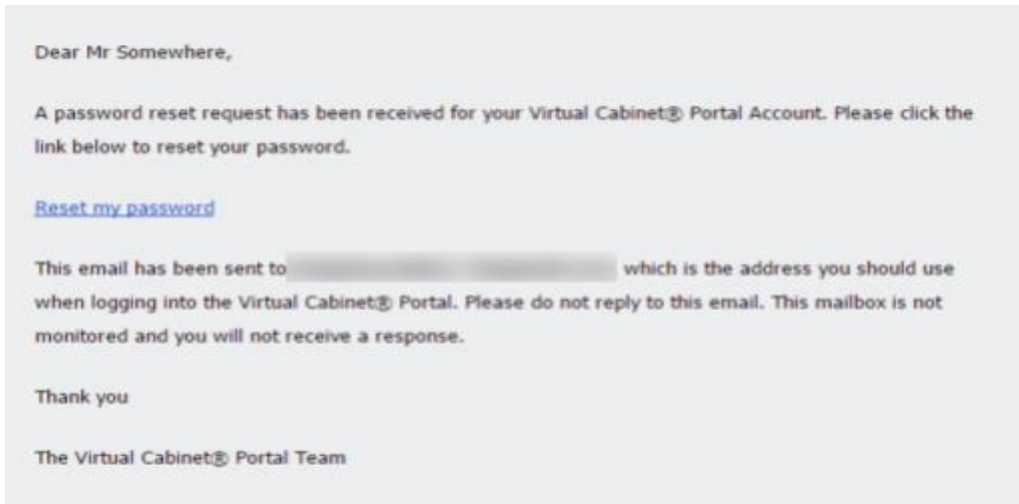 Dear Mr Somewhere,
A password reset request has been received for your Virtual Cabinet® Portal Account. Please click the
link below to reset your password.
Reset my password
This email has been sent to which is the address you should use
when logging into the Virtual Cabinet® Portal. Please do not reply to this email. This mailbox is not
monitored and you will not receive a response.
Thank you
The Virtual Cabinet® Portal Team